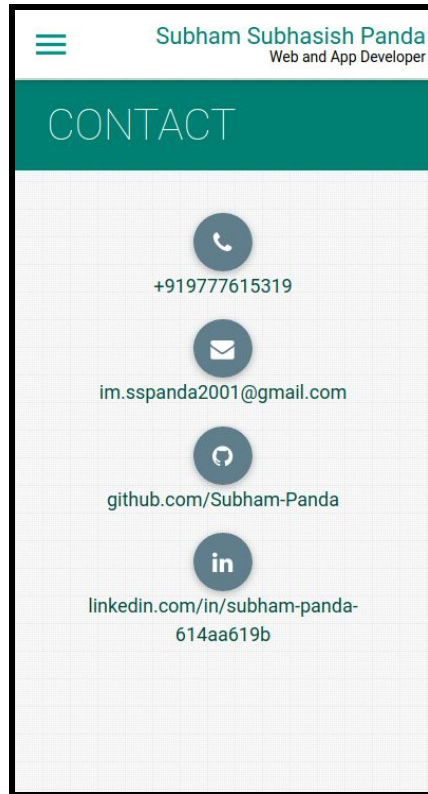 Subham Subhasish Panda
Web and App Developer
CONTACT
+919777615319
im.sspanda2001@gmail.com
github.com/Subham-Panda
in
linkedin.com/in/subham-panda-
614aa619b